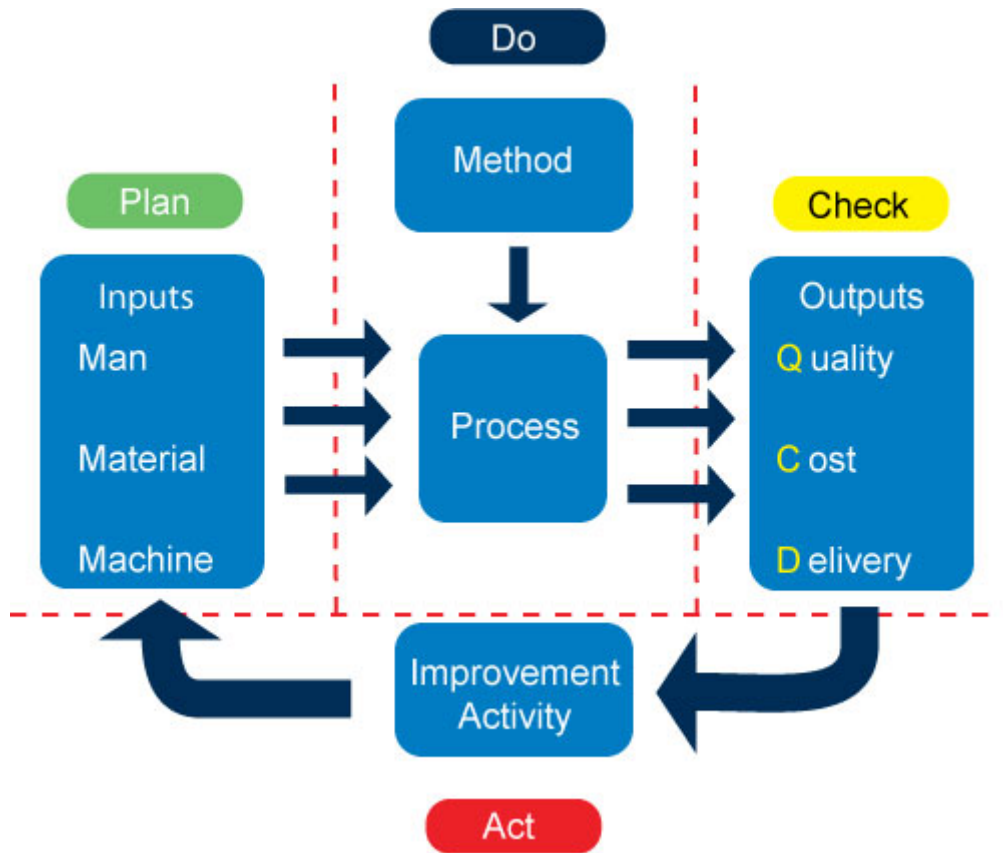 Do
Method
Plan
Check
Inputs
Man
Material
Machine
Process
Outputs
Quality
Cost
Delivery
Improvement
Activity
Act